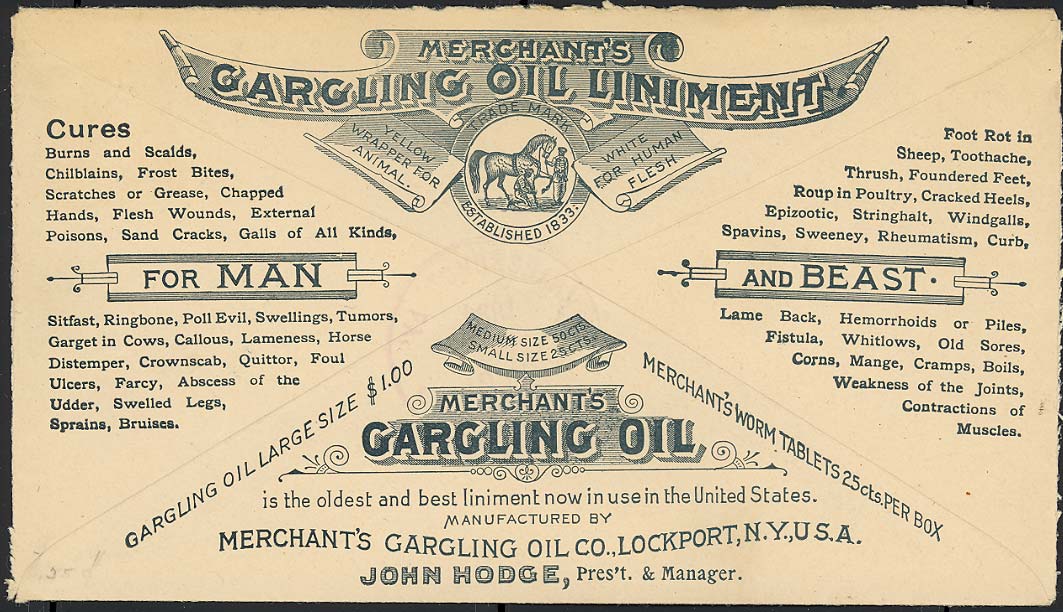 MERCHANT'S
GARGLING OIL LINIMENT
TRADE MARK
YELLOW
WRAPPER FOR
ANIMAL.
WHITE
FOR HUMAN
FLESH
ESTABLISHED 1833.
Cures
Burns and Scalds,
Chilblains, Frost Bites,
Scratches or Grease, Chapped
Hands, Flesh Wounds, External
Poisons, Sand Cracks, Galls of All Kinds,
Foot Rot in
Sheep, Toothache,
Thrush, Foundered Feet,
Roup in Poultry, Cracked Heels,
Epizootic, Stringhalt, Windgalls,
Spavins, Sweeney, Rheumatism, Curb,
FOR MAN
AND BEAST.
Sitfast, Ringbone, Poll Evil, Swellings, Tumors,
Garget in Cows, Callous, Lameness, Horse
Distemper, Crownscab, Quittor, Foul
Ulcers, Farcy, Abscess of the
Udder, Swelled Legs,
Sprains, Bruises.
Lame Back, Hemorrhoids or Piles,
Fistula, Whitlows, Old Sores,
Corns, Mange, Cramps, Boils,
Weakness of the Joints,
Contractions of
Muscles.
MEDIUM SIZE 50 CTS.
SMALL SIZE 25 CTS.
GARGLING OIL LARGE SIZE $1.00
MERCHANT'S WORM TABLETS 25cts. PER BOX
MERCHANT'S
GARGLING OIL
is the oldest and best liniment now in use in the United States.
MANUFACTURED BY
MERCHANT'S GARGLING OIL CO., LOCKPORT, N.Y., U.S.A.
JOHN HODGE, Pres't. & Manager.